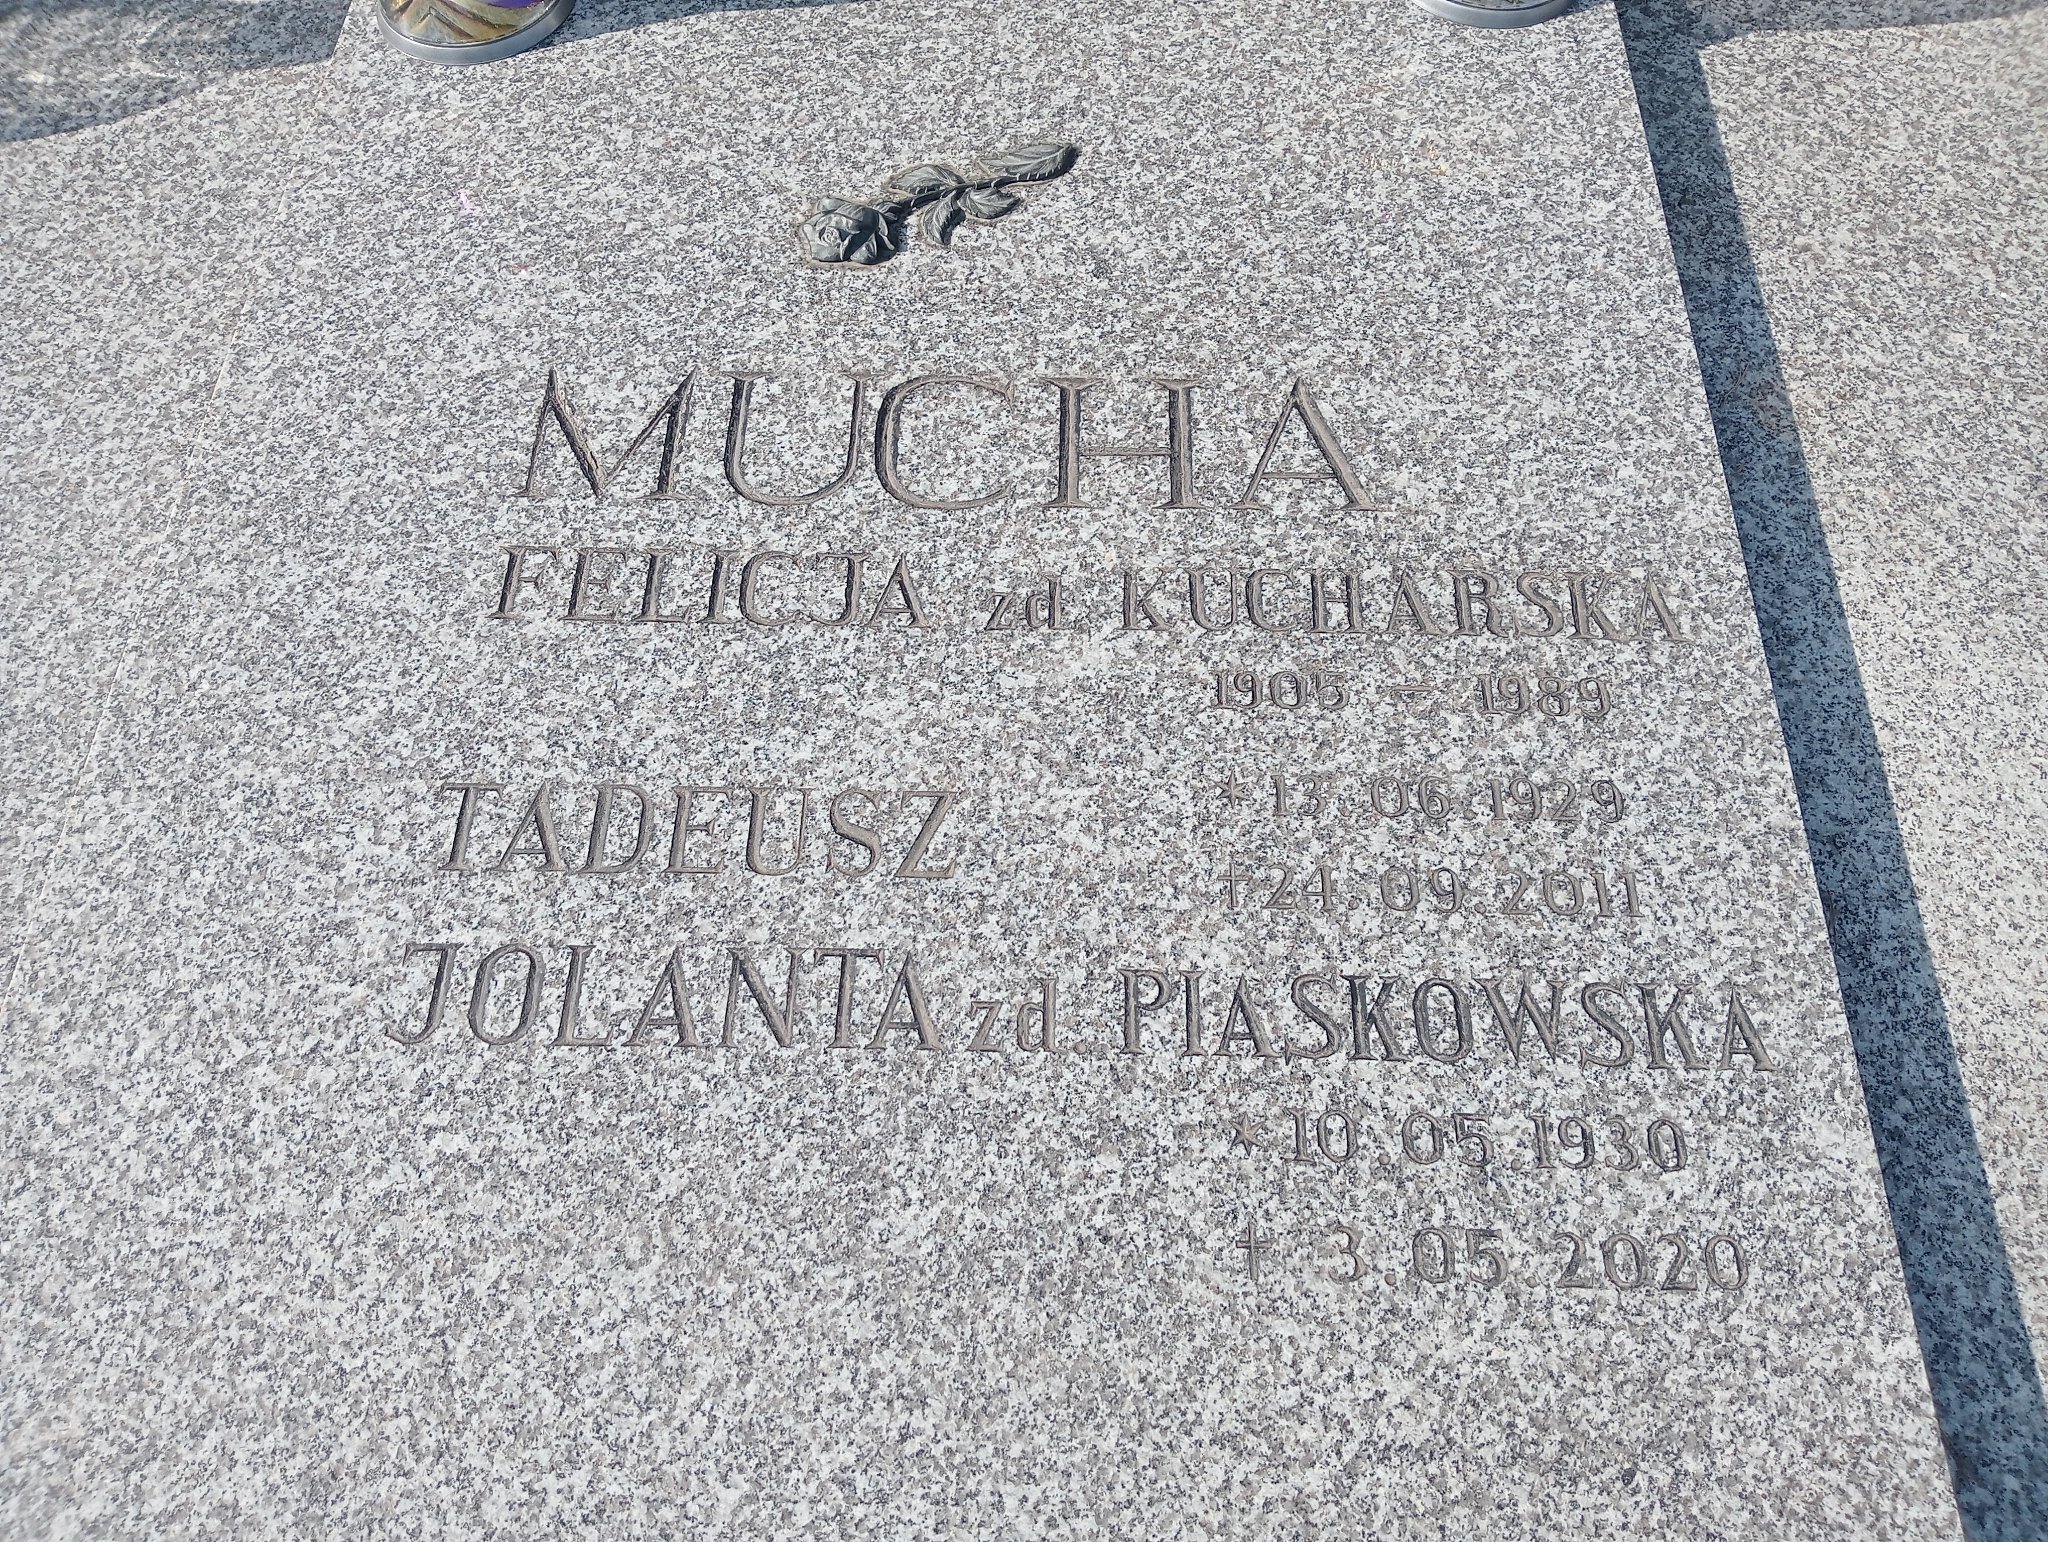 MUCHA
FELICJA zd. KUCHARSKA
1905 – 1989
TADEUSZ * 13.06.1929
† 24.09.2011
JOLANTA zd. PIASKOWSKA
* 10.05.1930
† 3.05.2020